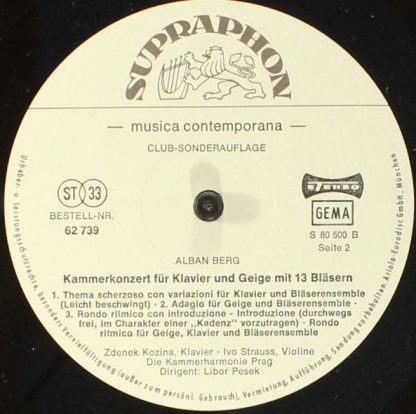 SUPRAPHON
— musica contemporana —
CLUB-SONDERAUFLAGE
ST 33
BESTELL-NR.
62 739
STEREO
GEMA
S 80 500 B
Seite 2
ALBAN BERG
Kammerkonzert für Klavier und Geige mit 13 Bläsern
1. Thema scherzoso con variazioni für Klavier und Bläserensemble
(Leicht beschwingt) · 2. Adagio für Geige und Bläserensemble ·
3. Rondo ritmico con introduzione - Introduzione (durchwegs
frei, im Charakter einer „Kadenz" vorzutragen) · Rondo
ritmico für Geige, Klavier und Bläserensemble
Zdenek Kozina, Klavier · Ivo Strauss, Violine
Die Kammerharmonie Prag
Dirigent: Libor Pesek
Urheber- u. Leistungsschutzrechte, besonders Vervielfältigung (außer zum persönl. Gebrauch), Vermietung, Aufführung, Sendung vorbehalten. Ariola-Eurodisc GmbH., München